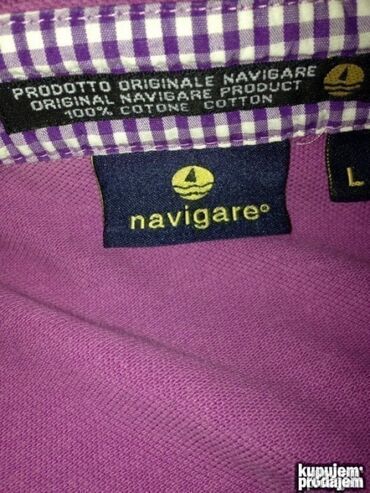 PRODOTTO ORIGINALE NAVIGARE
ORIGINAL NAVIGARE PRODUCT
100% COTONE COTTON
navigare®
L
kupujem
prodajem